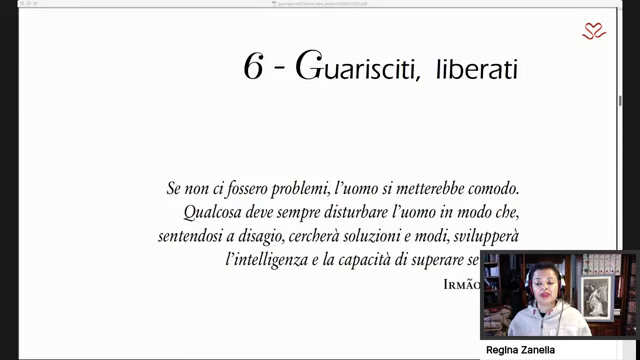 6 - Guarisciti, liberati
Se non ci fossero problemi, l'uomo si metterebbe comodo.
Qualcosa deve sempre disturbare l'uomo in modo che,
sentendosi a disagio, cercherà soluzioni e modi, svilupperà
l'intelligenza e la capacità di superare se
Irmão
Regina Zanella